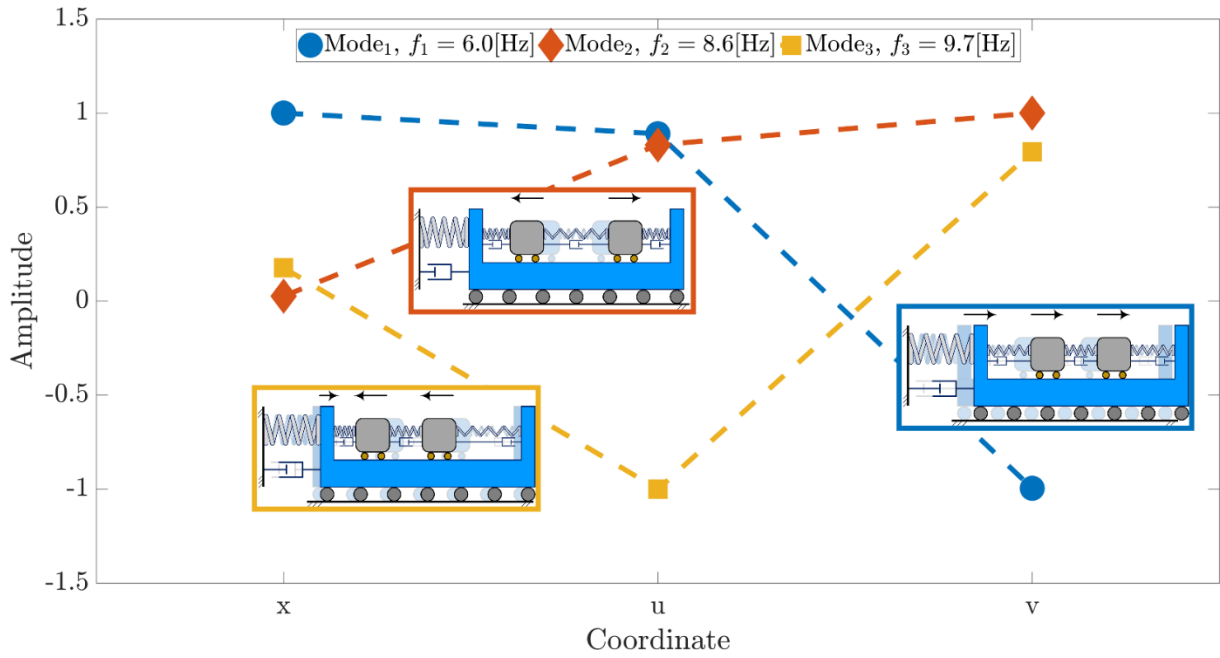 Mode₁, f₁ = 6.0[Hz] Mode₂, f₂ = 8.6[Hz] Mode₃, f₃ = 9.7[Hz]
1.5
1
0.5
0
-0.5
-1
-1.5
Amplitude
x u v
Coordinate